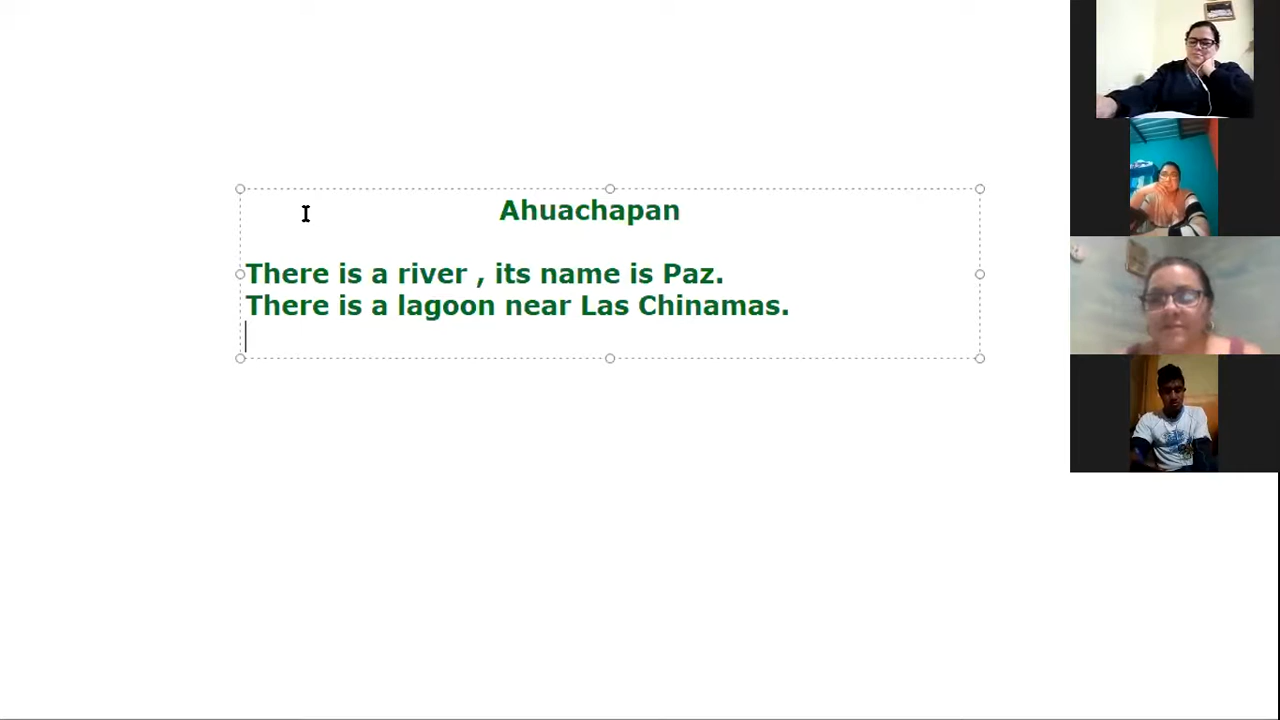 Ahuachapan
There is a river , its name is Paz.
There is a lagoon near Las Chinamas.